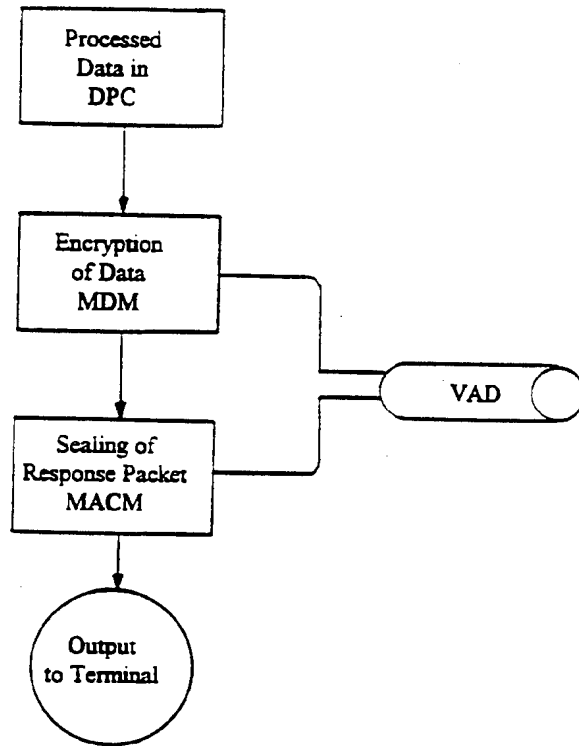 Processed
Data in
DPC
Encryption
of Data
MDM
VAD
Sealing of
Response Packet
MACM
Output
to Terminal